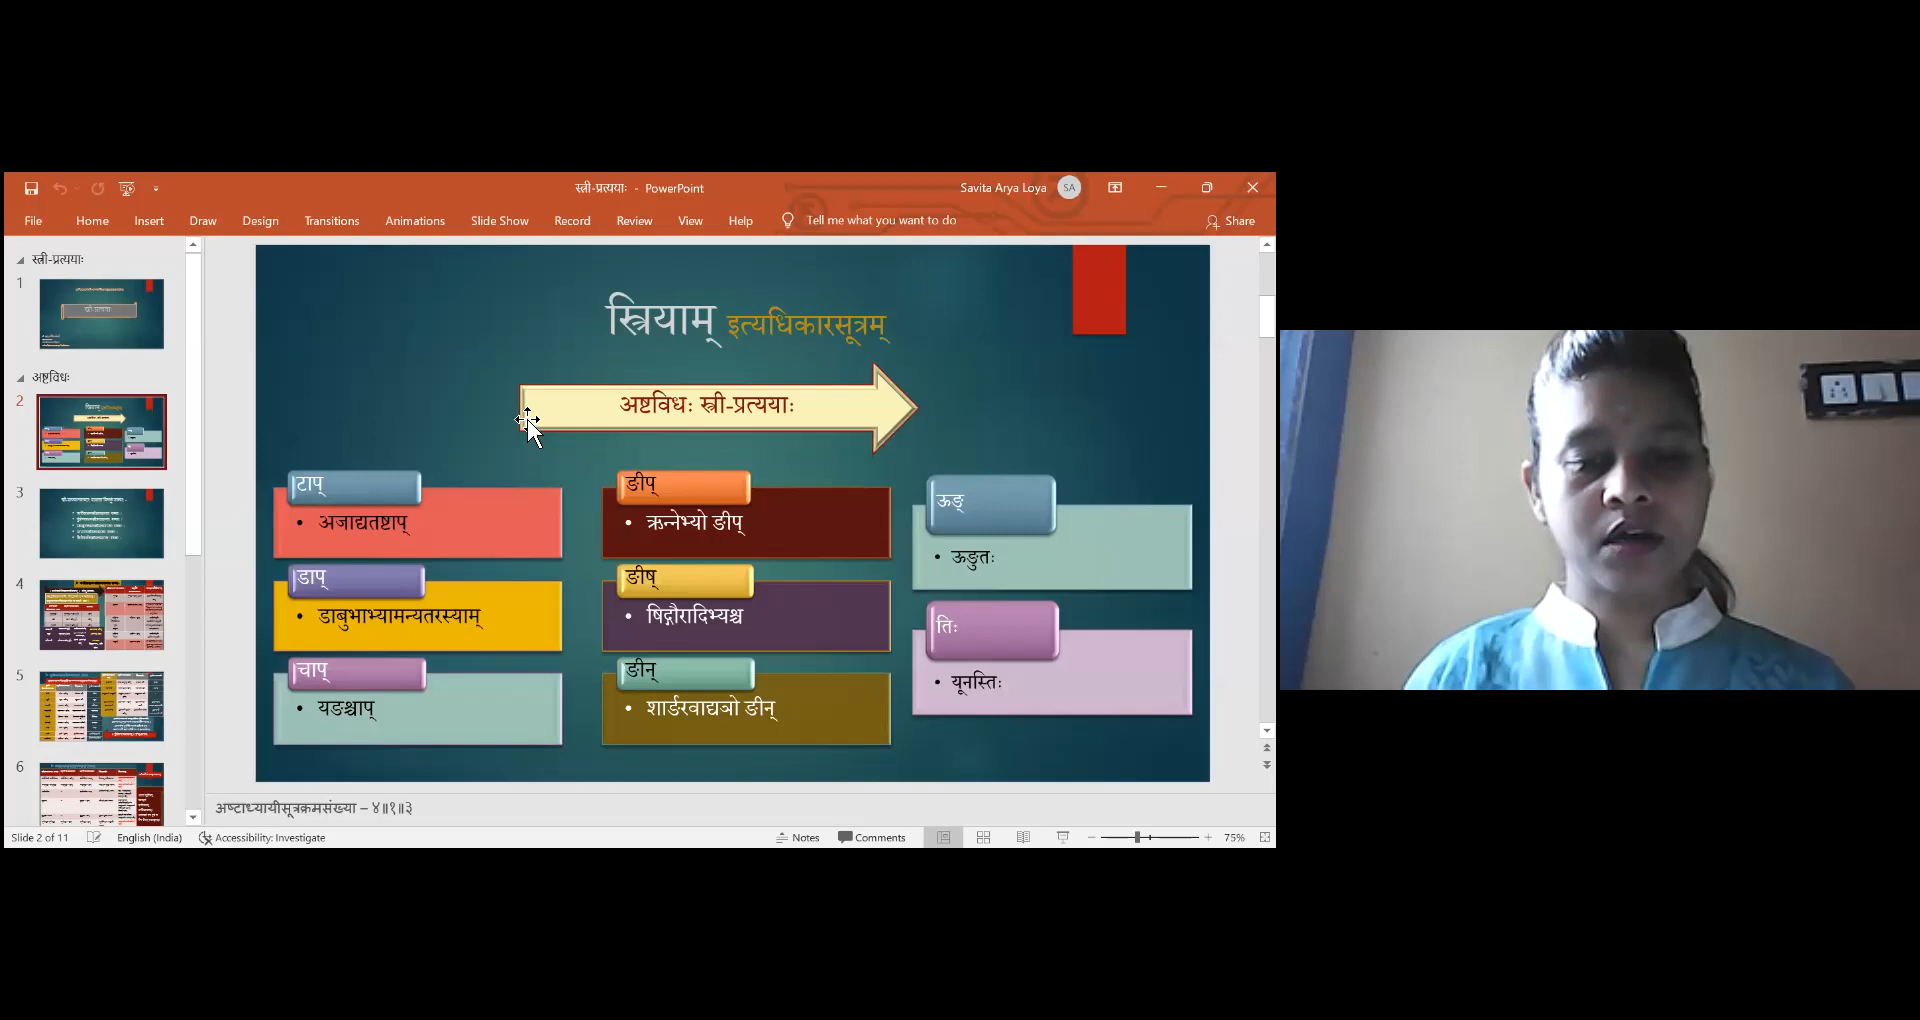 स्त्री-प्रत्ययाः - PowerPoint
Savita Arya Loya SA
File Home Insert Draw Design Transitions Animations Slide Show Record Review View Help Tell me what you want to do Share
स्त्री-प्रत्ययाः
1
अष्टविधः
2
3
4
5
6
स्त्रियाम् इत्यधिकारसूत्रम्
अष्टविधः स्त्री-प्रत्ययाः
टाप्
• अजाद्यतष्टाप्
डाप्
• डाबुभाभ्यामन्यतरस्याम्
चाप्
• यङश्चाप्
ङीप्
• ऋन्नेभ्यो ङीप्
ङीष्
• षिद्गौरादिभ्यश्च
ङीन्
• शार्ङरवाद्यञो ङीन्
ऊङ्
• ऊङुतः
तिः
• यूनस्तिः
अष्टाध्यायीसूत्रक्रमसंख्या – ४॥१॥३
Slide 2 of 11 English (India) Accessibility: Investigate Notes Comments 75%